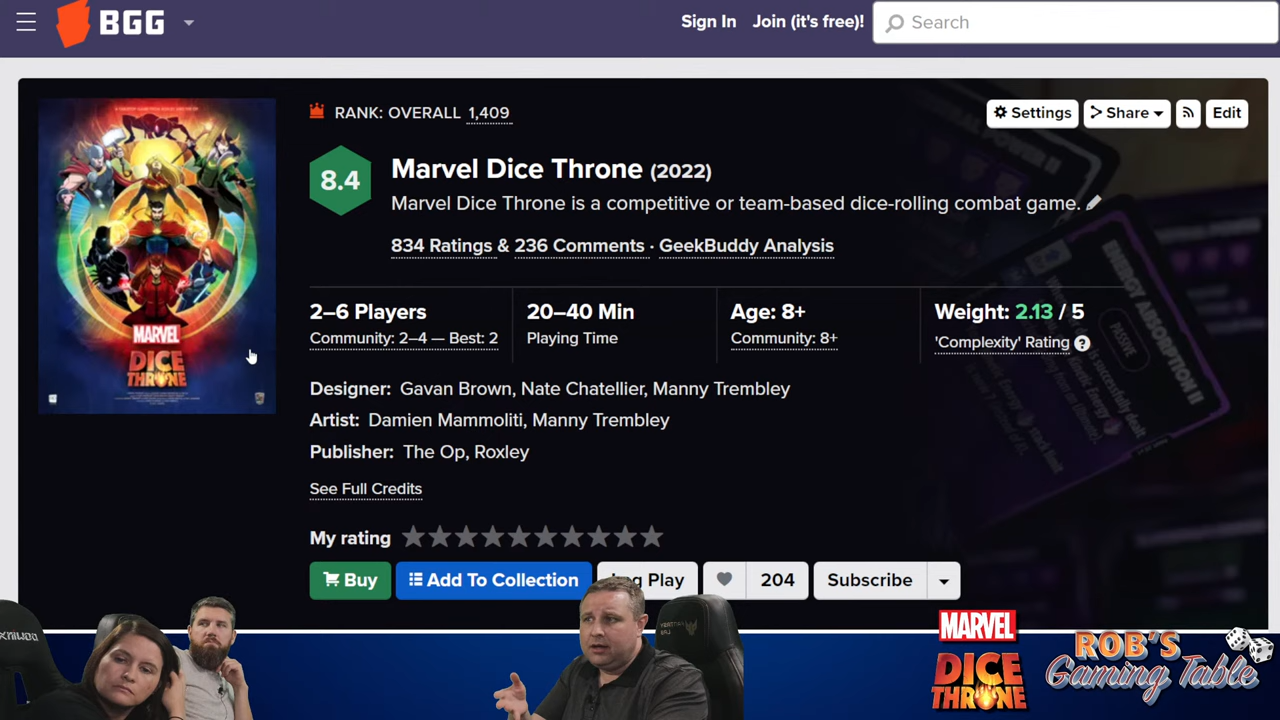 BGG
Sign In Join (it's free)! Search
RANK: OVERALL 1,409
Settings Share Edit
8.4
Marvel Dice Throne (2022)
Marvel Dice Throne is a competitive or team-based dice-rolling combat game.
834 Ratings & 236 Comments · GeekBuddy Analysis
2–6 Players
Community: 2–4 — Best: 2
20–40 Min
Playing Time
Age: 8+
Community: 8+
Weight: 2.13 / 5
'Complexity' Rating ?
MARVEL
DICE
THRONE
ENERGY ABSORPTION II
PASSIVE
Designer: Gavan Brown, Nate Chatellier, Manny Trembley
Artist: Damien Mammoliti, Manny Trembley
Publisher: The Op, Roxley
See Full Credits
My rating
Buy Add To Collection Play 204 Subscribe
MARVEL
DICE
THRONE
ROB'S
Gaming Table